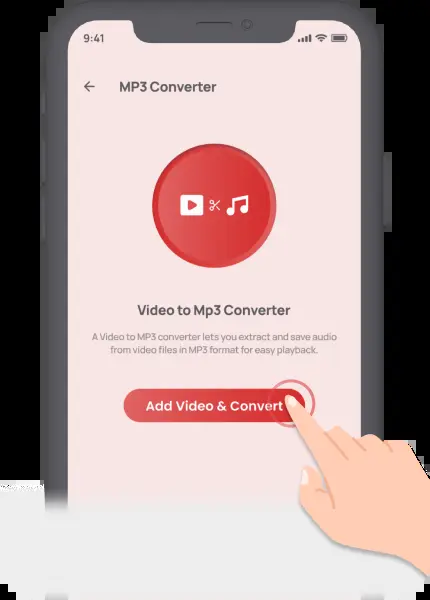 9:41
MP3 Converter
Video to Mp3 Converter
A Video to MP3 converter lets you extract and save audio
from video files in MP3 format for easy playback.
Add Video & Convert